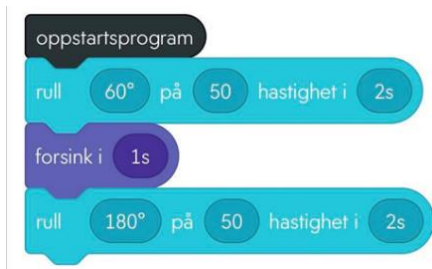 oppstartsprogram
rull 60° på 50 hastighet i 2s
forsink i 1s
rull 180° på 50 hastighet i 2s